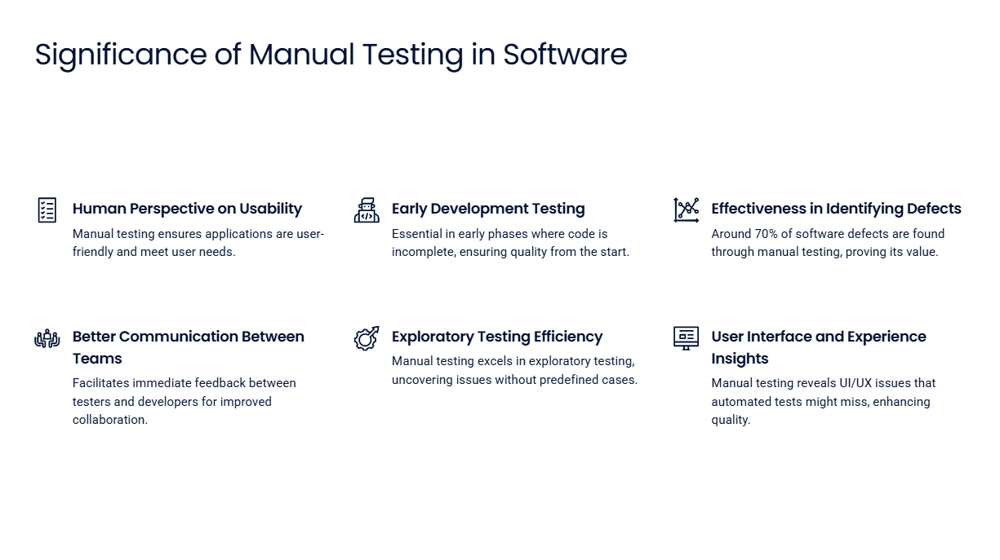 Significance of Manual Testing in Software
Human Perspective on Usability
Manual testing ensures applications are user-
friendly and meet user needs.
Early Development Testing
Essential in early phases where code is
incomplete, ensuring quality from the start.
Effectiveness in Identifying Defects
Around 70% of software defects are found
through manual testing, proving its value.
Better Communication Between
Teams
Facilitates immediate feedback between
testers and developers for improved
collaboration.
Exploratory Testing Efficiency
Manual testing excels in exploratory testing,
uncovering issues without predefined cases.
User Interface and Experience
Insights
Manual testing reveals UI/UX issues that
automated tests might miss, enhancing
quality.